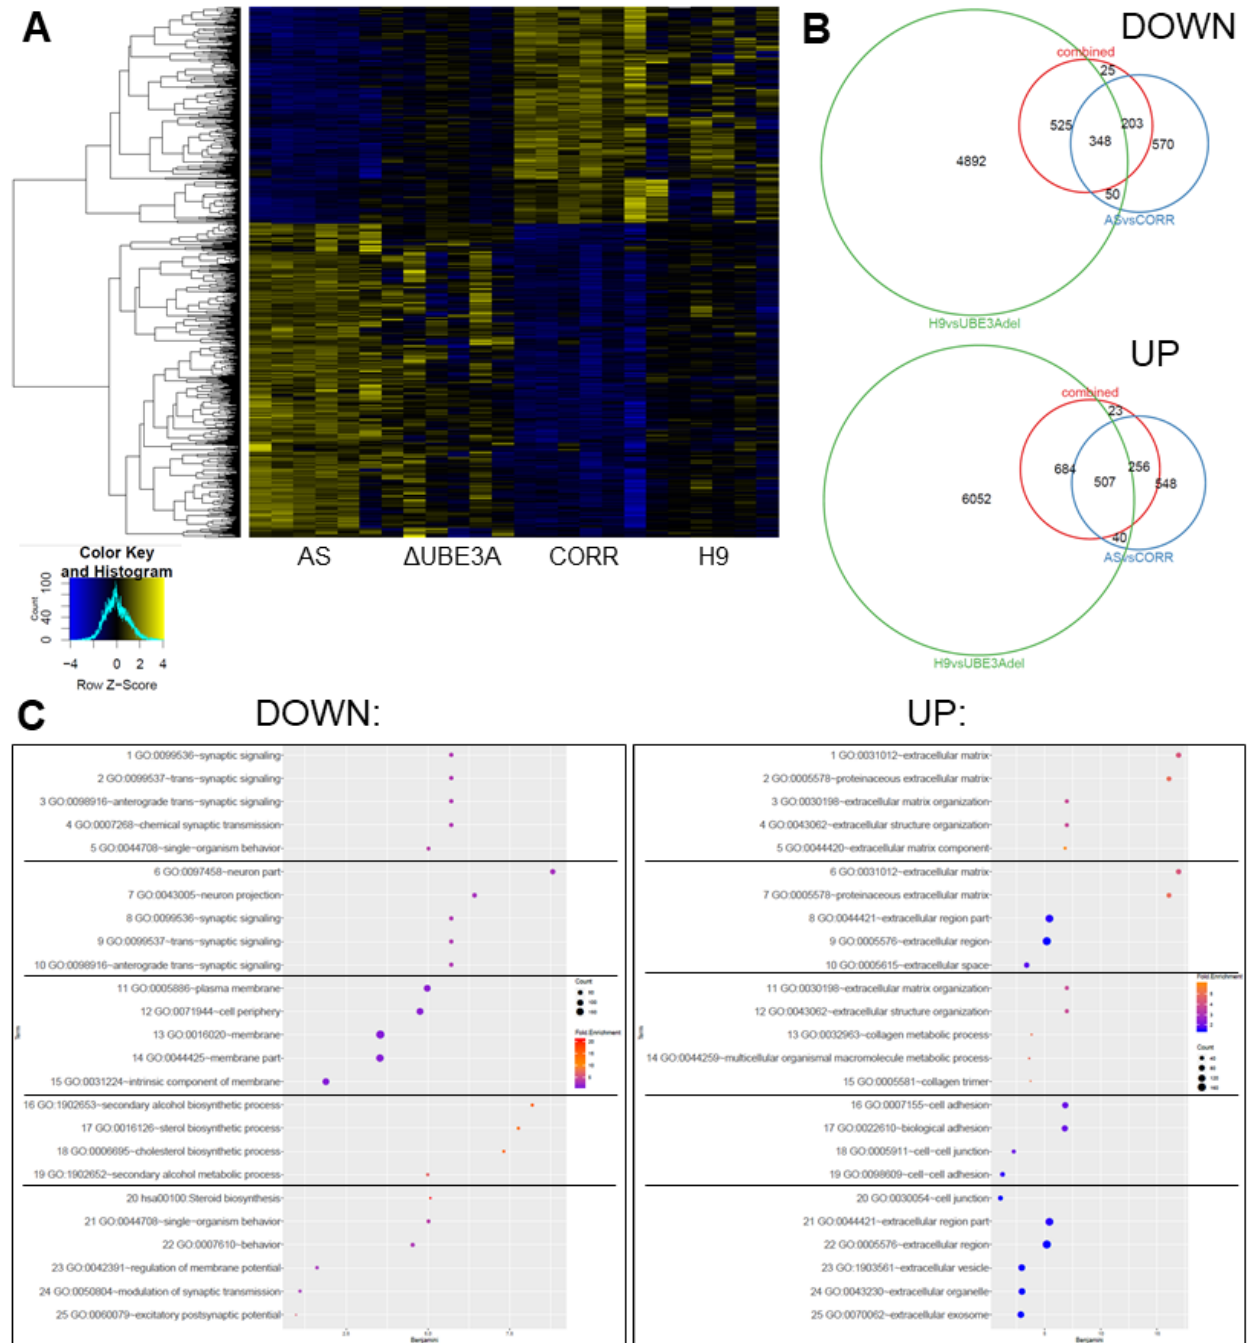 A
B
DOWN
combined
25
525
203
348
570
4892
50
ASvsCORR
H9vsUBE3Adel
UP
combined
23
684
256
507
548
6052
40
ASvsCORR
H9vsUBE3Adel
AS
ΔUBE3A
CORR
H9
Color Key
and Histogram
Count
0 40 100
−4 0 2 4
Row Z−Score
C
DOWN:
1 GO:0099536~synaptic signaling
2 GO:0099537~trans−synaptic signaling
3 GO:0098916~anterograde trans−synaptic signaling
4 GO:0007268~chemical synaptic transmission
5 GO:0044708~single−organism behavior
6 GO:0097458~neuron part
7 GO:0043005~neuron projection
8 GO:0099536~synaptic signaling
9 GO:0099537~trans−synaptic signaling
10 GO:0098916~anterograde trans−synaptic signaling
11 GO:0005886~plasma membrane
12 GO:0071944~cell periphery
13 GO:0016020~membrane
14 GO:0044425~membrane part
15 GO:0031224~intrinsic component of membrane
16 GO:1902653~secondary alcohol biosynthetic process
17 GO:0016126~sterol biosynthetic process
18 GO:0006695~cholesterol biosynthetic process
19 GO:1902652~secondary alcohol metabolic process
20 hsa00100:Steroid biosynthesis
21 GO:0044708~single−organism behavior
22 GO:0007610~behavior
23 GO:0042391~regulation of membrane potential
24 GO:0050804~modulation of synaptic transmission
25 GO:0060079~excitatory postsynaptic potential
Count
Fold.Enrichment
Benjamini
UP:
1 GO:0031012~extracellular matrix
2 GO:0005578~proteinaceous extracellular matrix
3 GO:0030198~extracellular matrix organization
4 GO:0043062~extracellular structure organization
5 GO:0044420~extracellular matrix component
6 GO:0031012~extracellular matrix
7 GO:0005578~proteinaceous extracellular matrix
8 GO:0044421~extracellular region part
9 GO:0005576~extracellular region
10 GO:0005615~extracellular space
11 GO:0030198~extracellular matrix organization
12 GO:0043062~extracellular structure organization
13 GO:0032963~collagen metabolic process
14 GO:0044259~multicellular organismal macromolecule metabolic process
15 GO:0005581~collagen trimer
16 GO:0007155~cell adhesion
17 GO:0022610~biological adhesion
18 GO:0005911~cell−cell junction
19 GO:0098609~cell−cell adhesion
20 GO:0030054~cell junction
21 GO:0044421~extracellular region part
22 GO:0005576~extracellular region
23 GO:1903561~extracellular vesicle
24 GO:0043230~extracellular organelle
25 GO:0070062~extracellular exosome
Fold.Enrichment
Count
Benjamini